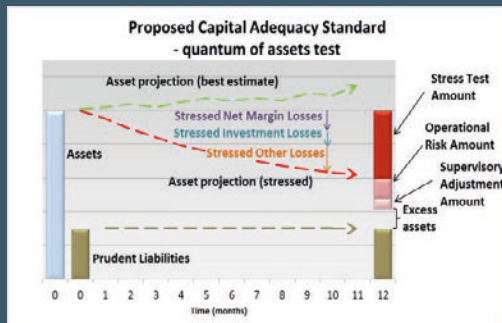 Proposed Capital Adequacy Standard
- quantum of assets test
Asset projection (best estimate)
Stress Test
Amount
Stressed Net Margin Losses
Stressed Investment Losses
Operational
Risk Amount
Assets
Stressed Other Losses
Supervisory
Adjustment
Amount
Asset projection (stressed)
Excess
assets
Prudent Liabilities
0 0 1 2 3 4 5 6 7 8 9 10 11 12
Time (months)